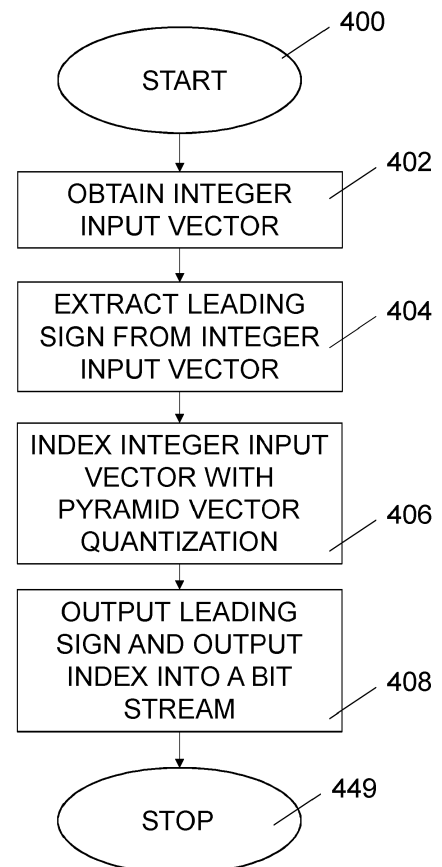 400
START
402
OBTAIN INTEGER
INPUT VECTOR
EXTRACT LEADING
SIGN FROM INTEGER
INPUT VECTOR
404
INDEX INTEGER INPUT
VECTOR WITH
PYRAMID VECTOR
QUANTIZATION
406
OUTPUT LEADING
SIGN AND OUTPUT
INDEX INTO A BIT
STREAM
408
449
STOP